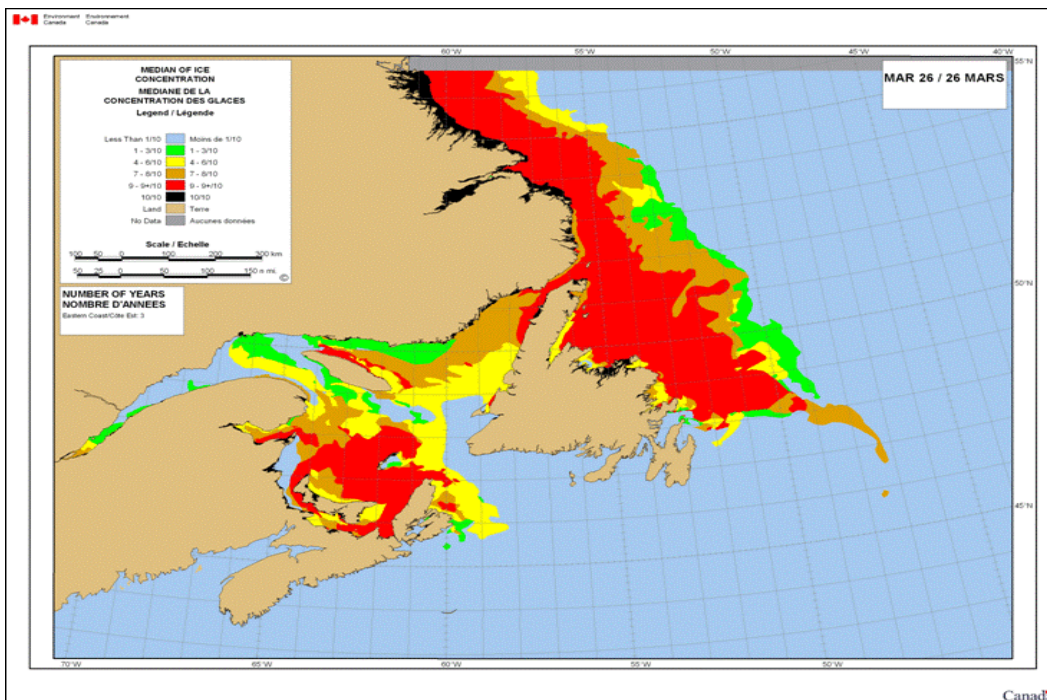 Environment Environnement
Canada Canada
60°W 55°W 50°W 45°W 40°W
55°N
MEDIAN OF ICE
CONCENTRATION
MEDIANE DE LA
CONCENTRATION DES GLACES
Legend / Légende
Less Than 1/10 Moins de 1/10
1 - 3/10 1 - 3/10
4 - 6/10 4 - 6/10
7 - 8/10 7 - 8/10
9 - 9+/10 9 - 9+/10
10/10 10/10
Land Terre
No Data Aucunes données
Scale / Echelle
100 50 0 100 200 300 km
50 25 0 50 100 150 n mi.
©
MAR 26 / 26 MARS
NUMBER OF YEARS
NOMBRE D'ANNEES
Eastern Coast/Côte Est: 3
50°N
45°N
70°W 65°W 60°W 55°W 50°W
Canad